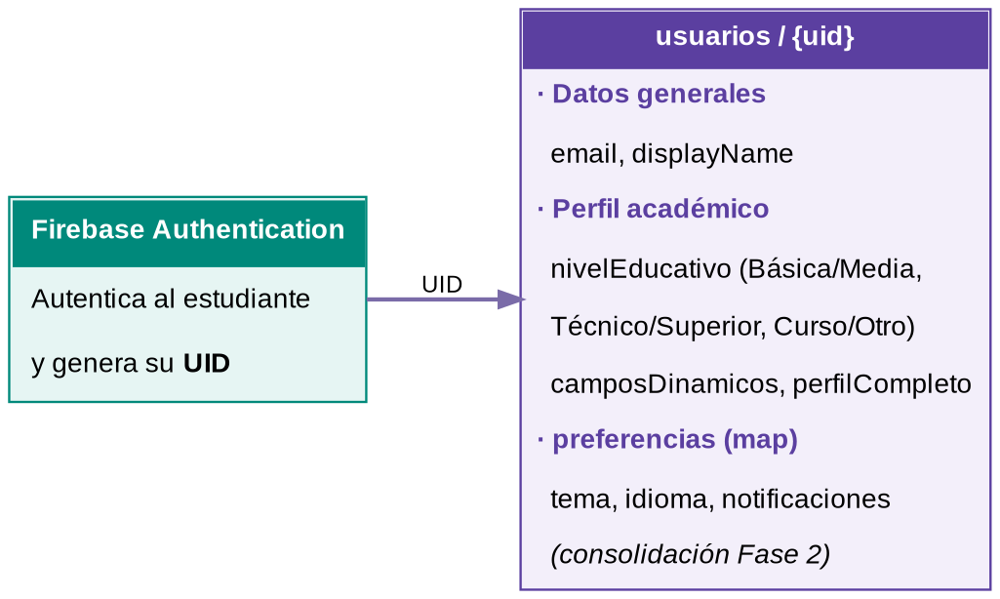 Firebase Authentication
Autentica al estudiante
y genera su UID
UID
usuarios / {uid}
· Datos generales
email, displayName
· Perfil académico
nivelEducativo (Básica/Media,
Técnico/Superior, Curso/Otro)
camposDinamicos, perfilCompleto
· preferencias (map)
tema, idioma, notificaciones
(consolidación Fase 2)